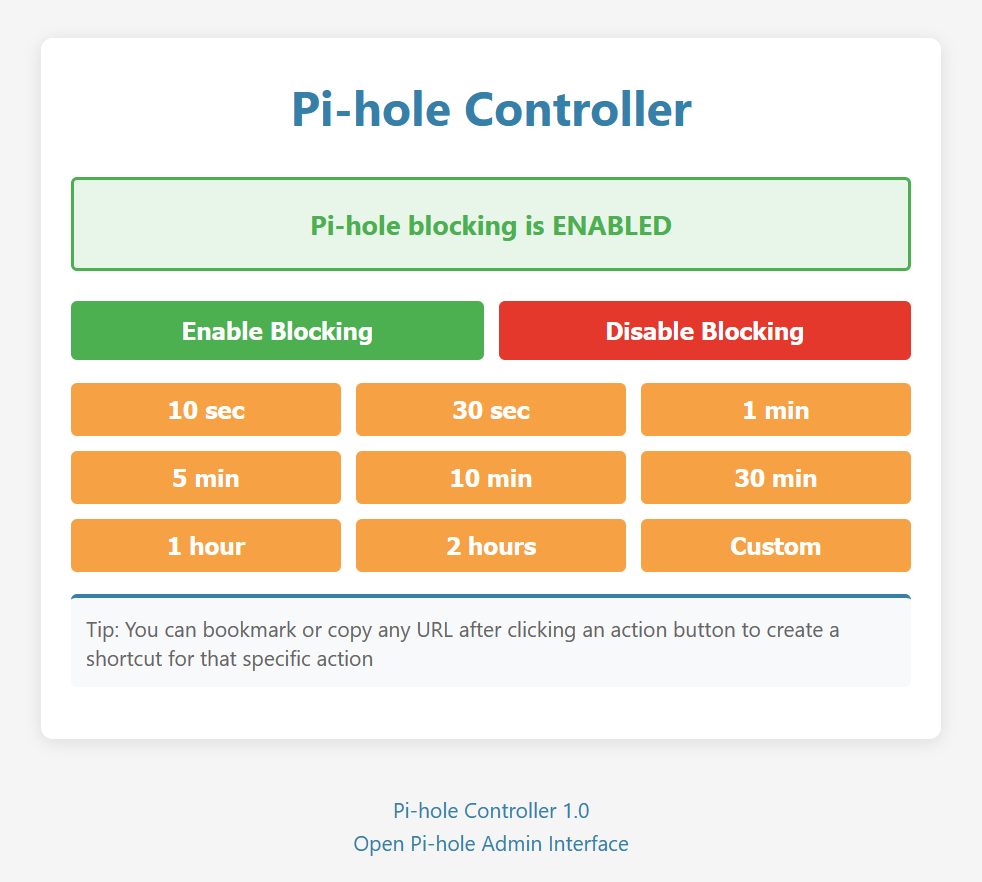 Pi-hole Controller
Pi-hole blocking is ENABLED
Enable Blocking
Disable Blocking
10 sec
30 sec
1 min
5 min
10 min
30 min
1 hour
2 hours
Custom
Tip: You can bookmark or copy any URL after clicking an action button to create a
shortcut for that specific action
Pi-hole Controller 1.0
Open Pi-hole Admin Interface